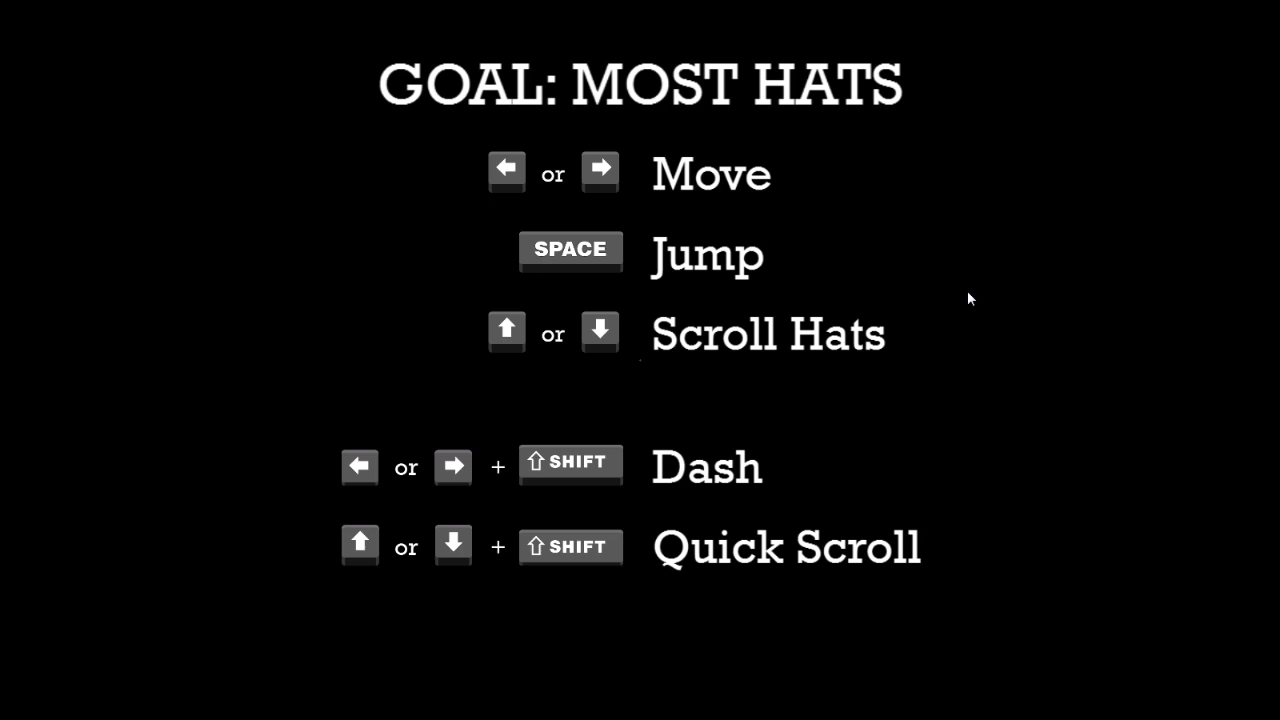 GOAL: MOST HATS
← or → Move
SPACE Jump
↑ or ↓ Scroll Hats
← or → + ⇧ SHIFT Dash
↑ or ↓ + ⇧ SHIFT Quick Scroll